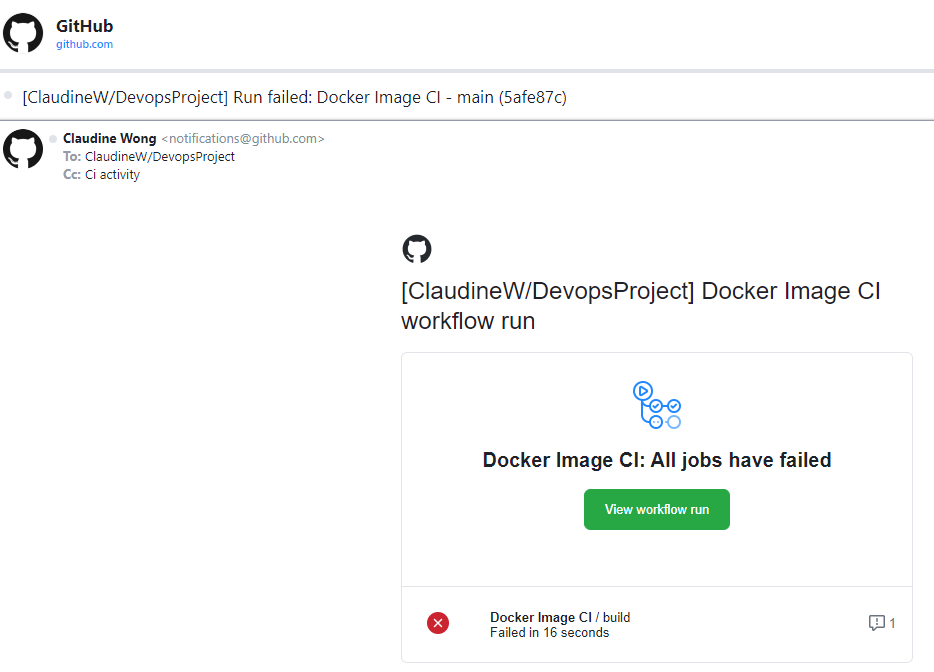 GitHub
github.com
[ClaudineW/DevopsProject] Run failed: Docker Image CI - main (5afe87c)
Claudine Wong <notifications@github.com>
To: ClaudineW/DevopsProject
Cc: Ci activity
[ClaudineW/DevopsProject] Docker Image CI
workflow run
Docker Image CI: All jobs have failed
View workflow run
Docker Image CI / build
Failed in 16 seconds
1